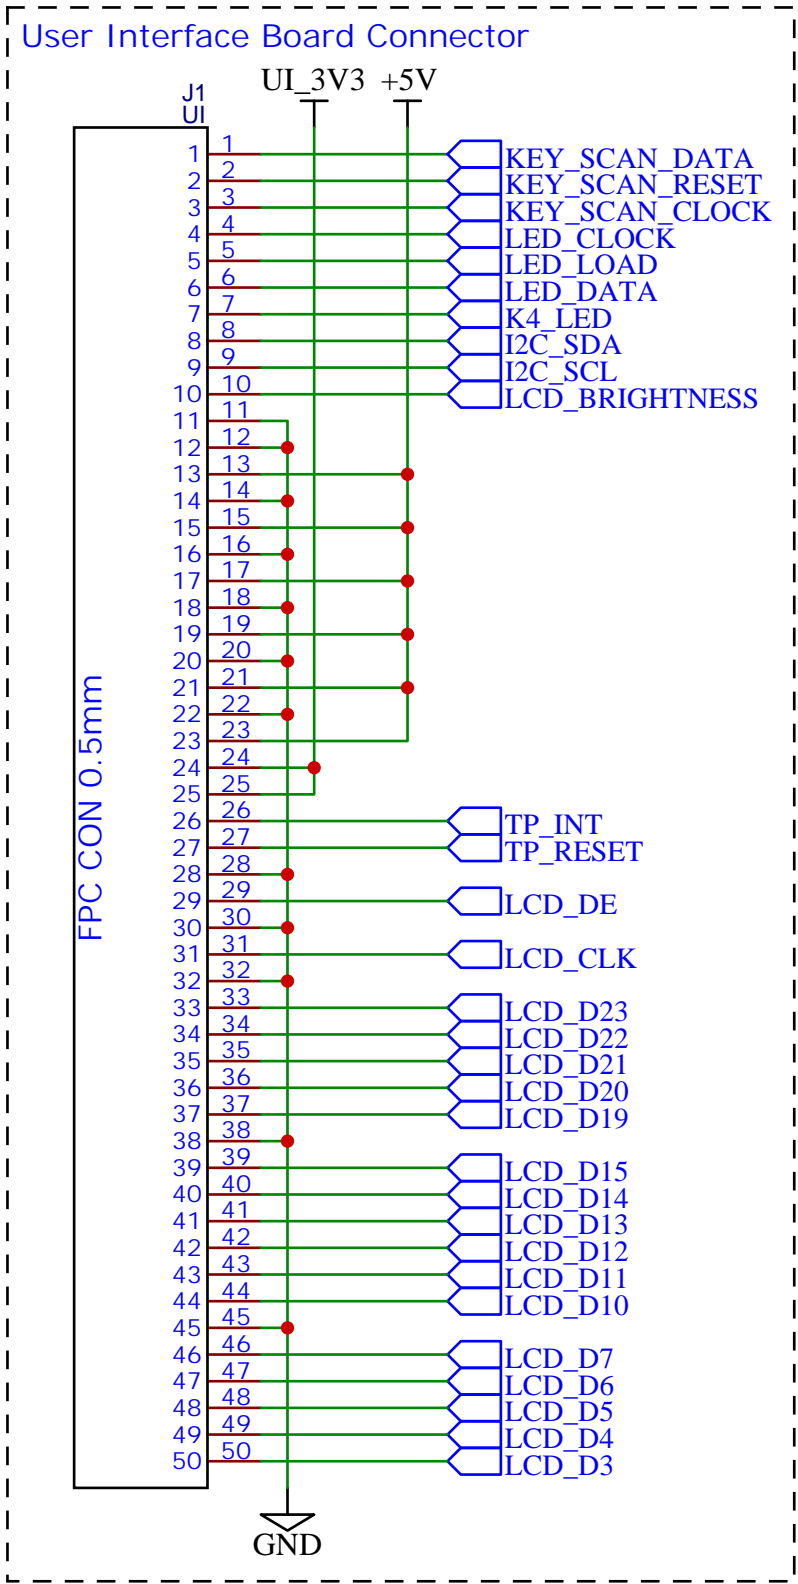 User Interface Board Connector
UI_3V3 +5V
J1
UI
1 1 KEY_SCAN_DATA
2 2 KEY_SCAN_RESET
3 3 KEY_SCAN_CLOCK
4 4 LED_CLOCK
5 5 LED_LOAD
6 6 LED_DATA
7 7 K4_LED
8 8 I2C_SDA
9 9 I2C_SCL
10 10 LCD_BRIGHTNESS
11 11
12 12
13 13
14 14
15 15
16 16
17 17
18 18
19 19
20 20
21 21
22 22
23 23
24 24
25 25
26 26 TP_INT
27 27 TP_RESET
28 28
29 29 LCD_DE
30 30
31 31 LCD_CLK
32 32
33 33 LCD_D23
34 34 LCD_D22
35 35 LCD_D21
36 36 LCD_D20
37 37 LCD_D19
38 38
39 39 LCD_D15
40 40 LCD_D14
41 41 LCD_D13
42 42 LCD_D12
43 43 LCD_D11
44 44 LCD_D10
45 45
46 46 LCD_D7
47 47 LCD_D6
48 48 LCD_D5
49 49 LCD_D4
50 50 LCD_D3
FPC CON 0.5mm
GND